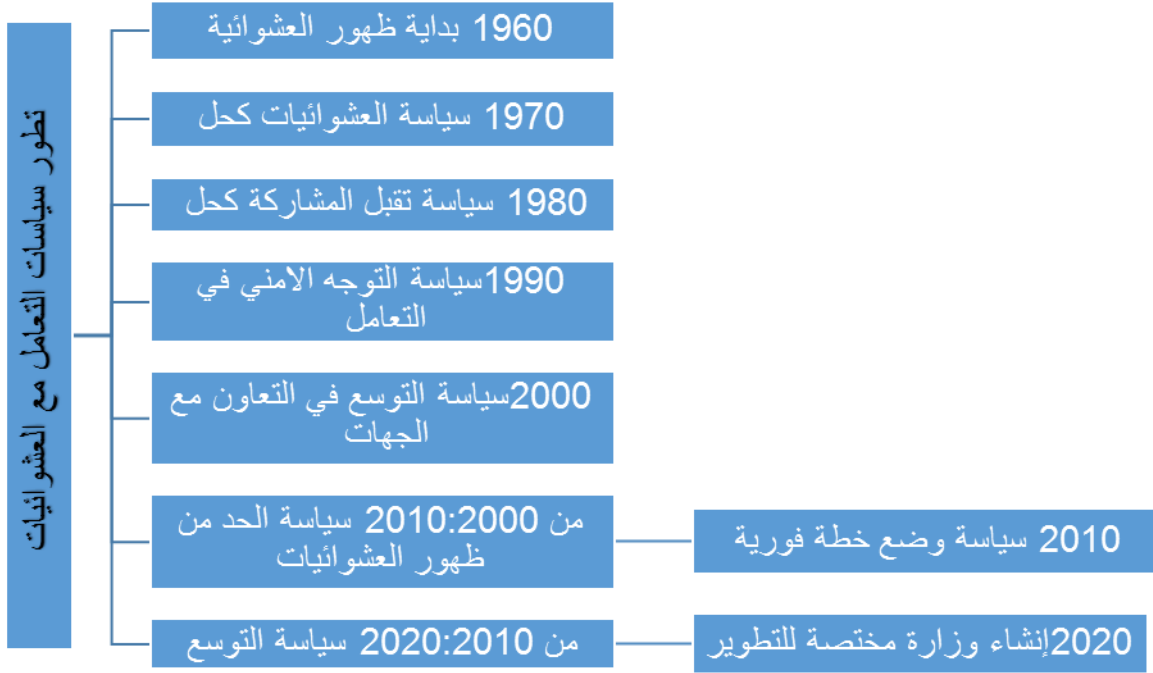 تطور سياسات التعامل مع العشوائيات
1960 بداية ظهور العشوائية
1970 سياسة العشوائيات كحل
1980 سياسة تقبل المشاركة كحل
1990سياسة التوجه الامني في
التعامل
2000سياسة التوسع في التعاون مع
الجهات
من 2010:2000 سياسة الحد من
ظهور العشوائيات
2010 سياسة وضع خطة فورية
من 2020:2010 سياسة التوسع
2020إنشاء وزارة مختصة للتطوير